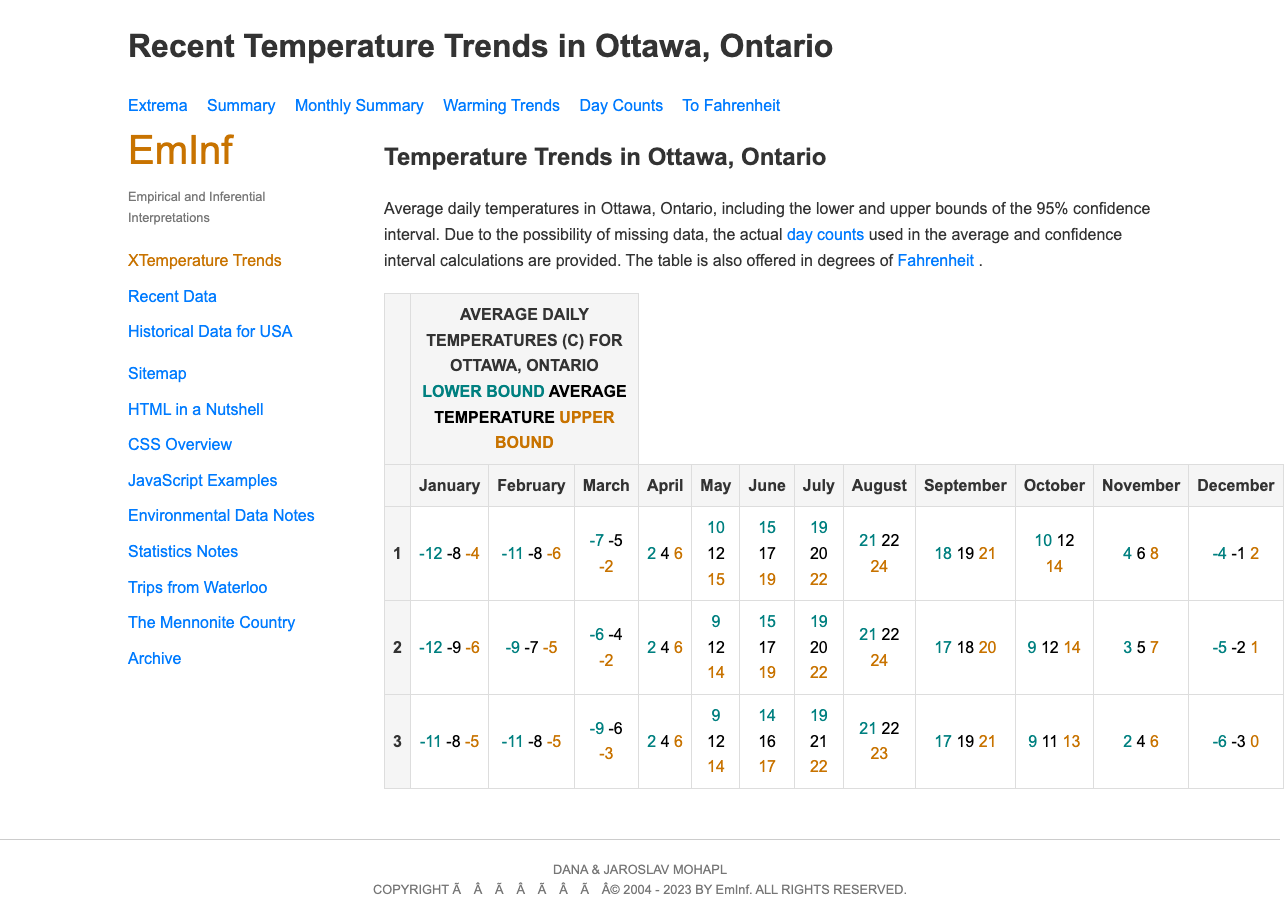 Recent Temperature Trends in Ottawa, Ontario
Extrema Summary Monthly Summary Warming Trends Day Counts To Fahrenheit
EmInf
Empirical and Inferential
Interpretations
XTemperature Trends
Recent Data
Historical Data for USA
Sitemap
HTML in a Nutshell
CSS Overview
JavaScript Examples
Environmental Data Notes
Statistics Notes
Trips from Waterloo
The Mennonite Country
Archive
Temperature Trends in Ottawa, Ontario
Average daily temperatures in Ottawa, Ontario, including the lower and upper bounds of the 95% confidence
interval. Due to the possibility of missing data, the actual day counts used in the average and confidence
interval calculations are provided. The table is also offered in degrees of Fahrenheit .
AVERAGE DAILY
TEMPERATURES (C) FOR
OTTAWA, ONTARIO
LOWER BOUND AVERAGE
TEMPERATURE UPPER
BOUND
January February March April May June July August September October November December
1 -12 -8 -4 -11 -8 -6 -7 -5 -2 2 4 6 10 12 15 15 17 19 19 20 22 21 22 24 18 19 21 10 12 14 4 6 8 -4 -1 2
2 -12 -9 -6 -9 -7 -5 -6 -4 -2 2 4 6 9 12 14 15 17 19 19 20 22 21 22 24 17 18 20 9 12 14 3 5 7 -5 -2 1
3 -11 -8 -5 -11 -8 -5 -9 -6 -3 2 4 6 9 12 14 14 16 17 19 21 22 21 22 23 17 19 21 9 11 13 2 4 6 -6 -3 0
DANA & JAROSLAV MOHAPL
COPYRIGHT Ã Â Ã Â Ã Â Ã Â© 2004 - 2023 BY EmInf. ALL RIGHTS RESERVED.